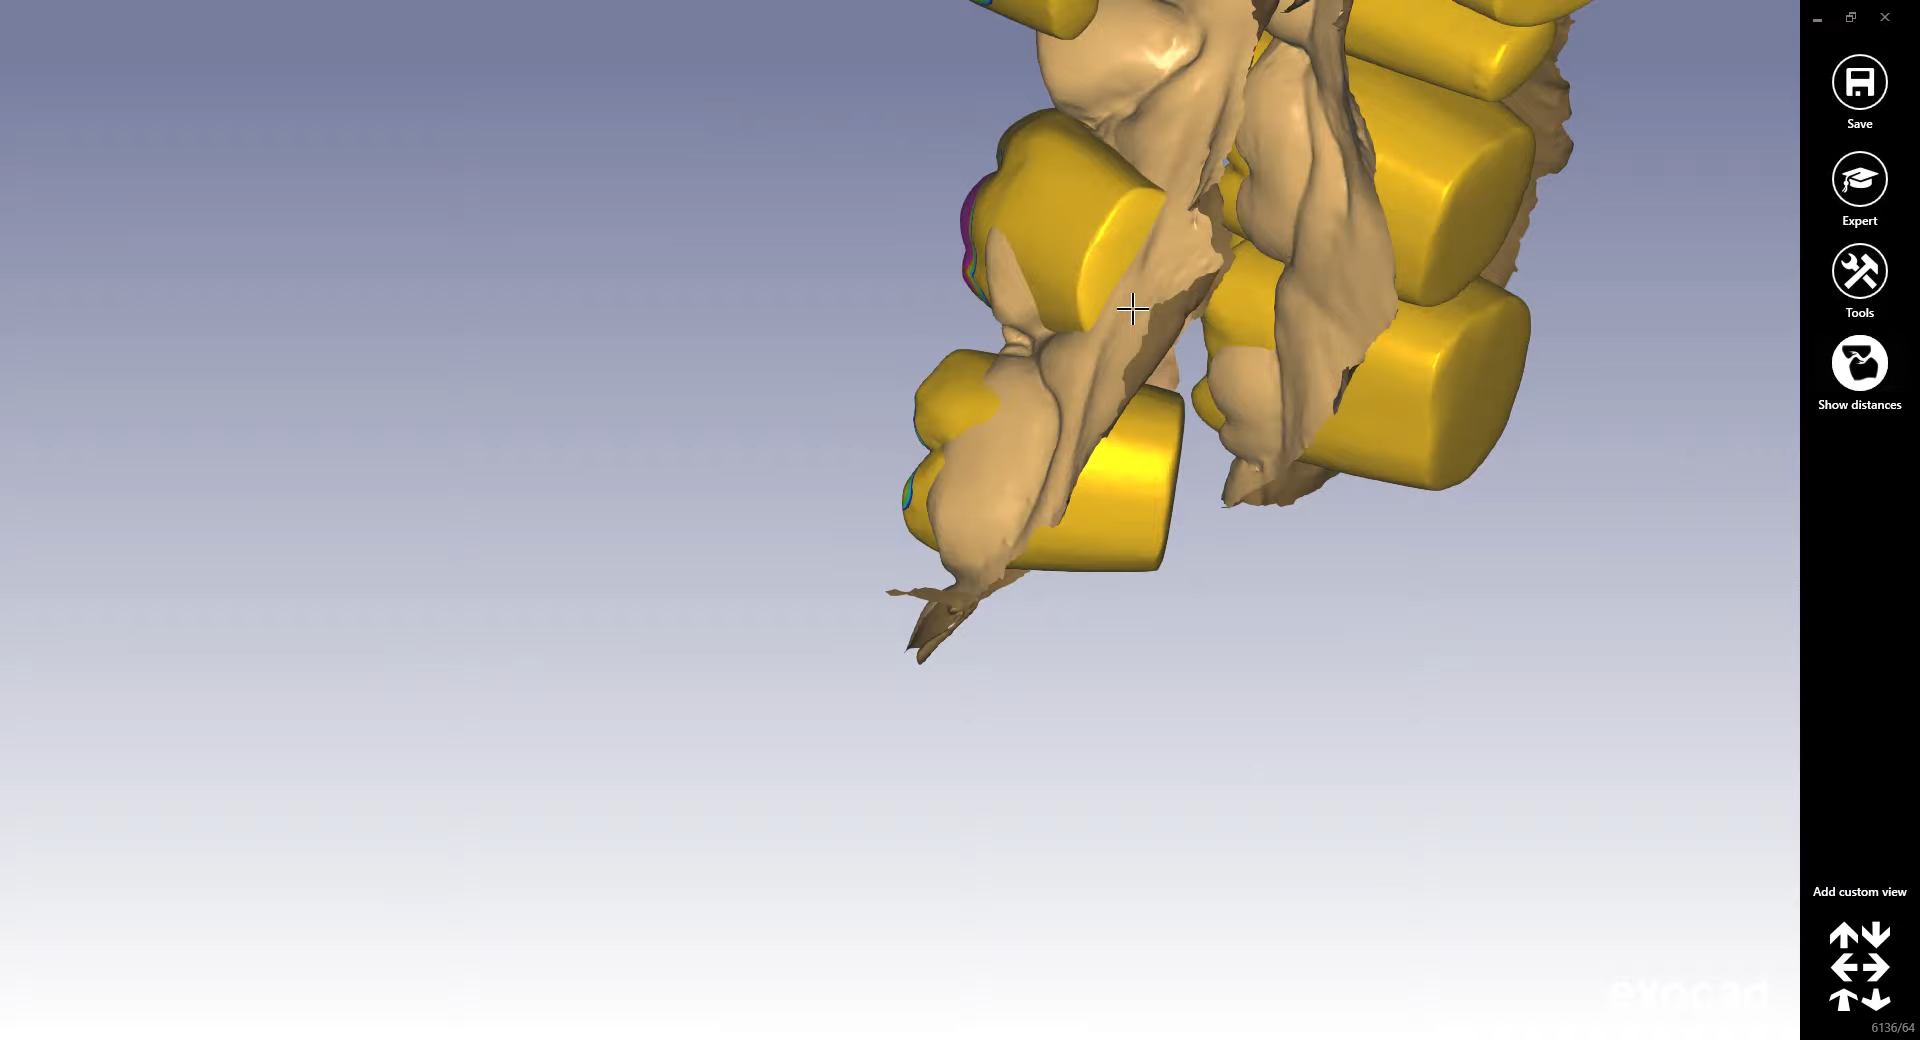 Save
Expert
Tools
Show distances
Add custom view
exocad
6136/64